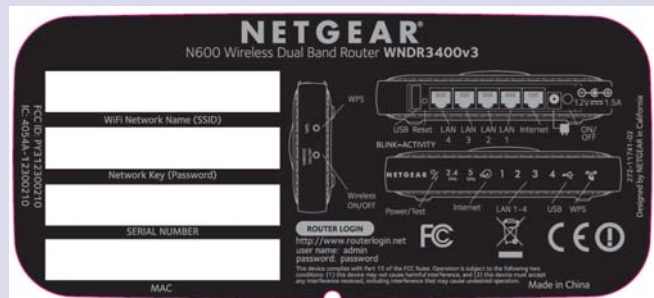 NETGEAR®
N600 Wireless Dual Band Router WNDR3400v3
WiFi Network Name (SSID)
Network Key (Password)
SERIAL NUMBER
MAC
FCC ID: PY312300210
IC: 4054A-12300210
WPS
Wireless
ON/OFF
USB Reset LAN 4 LAN 3 LAN 2 LAN 1 Internet
12V 1.5A
ON/
OFF
BLINK=ACTIVITY
NETGEAR 2.4 GHz 5 GHz 1 2 3 4
Power/Test Internet LAN 1-4 USB WPS
ROUTER LOGIN
http://www.routerlogin.net
user name: admin
password: password
FC CE
This device complies with Part 15 of the FCC Rules. Operation is subject to the following two
conditions: (1) this device may not cause harmful interference, and (2) this device must accept
any interference received, including interference that may cause undesired operation.
Made in China
272-11741-02
Designed by NETGEAR in California